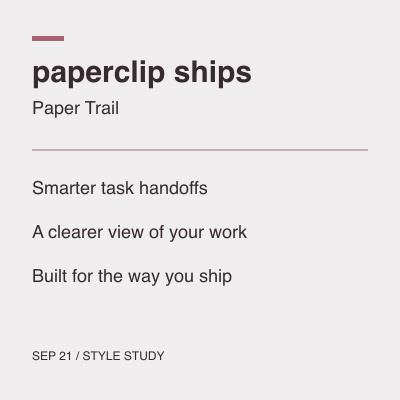 paperclip ships
Paper Trail
Smarter task handoffs
A clearer view of your work
Built for the way you ship
SEP 21 / STYLE STUDY